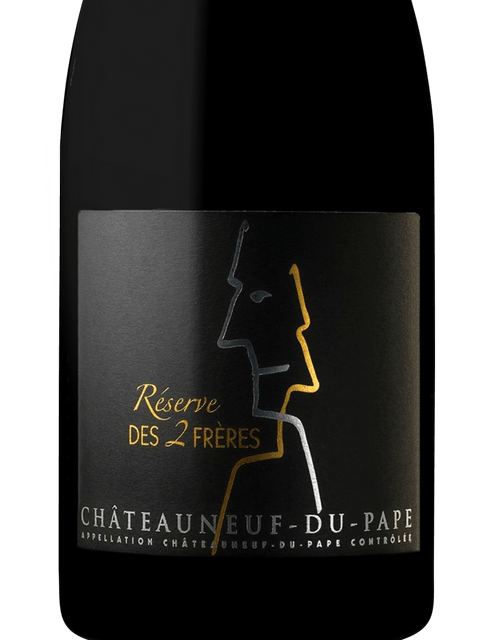 Réserve
DES 2 FRÈRES
CHÂTEAUNEUF-DU-PAPE
APPELLATION CHÂTEAUNEUF-DU-PAPE CONTRÔLÉE